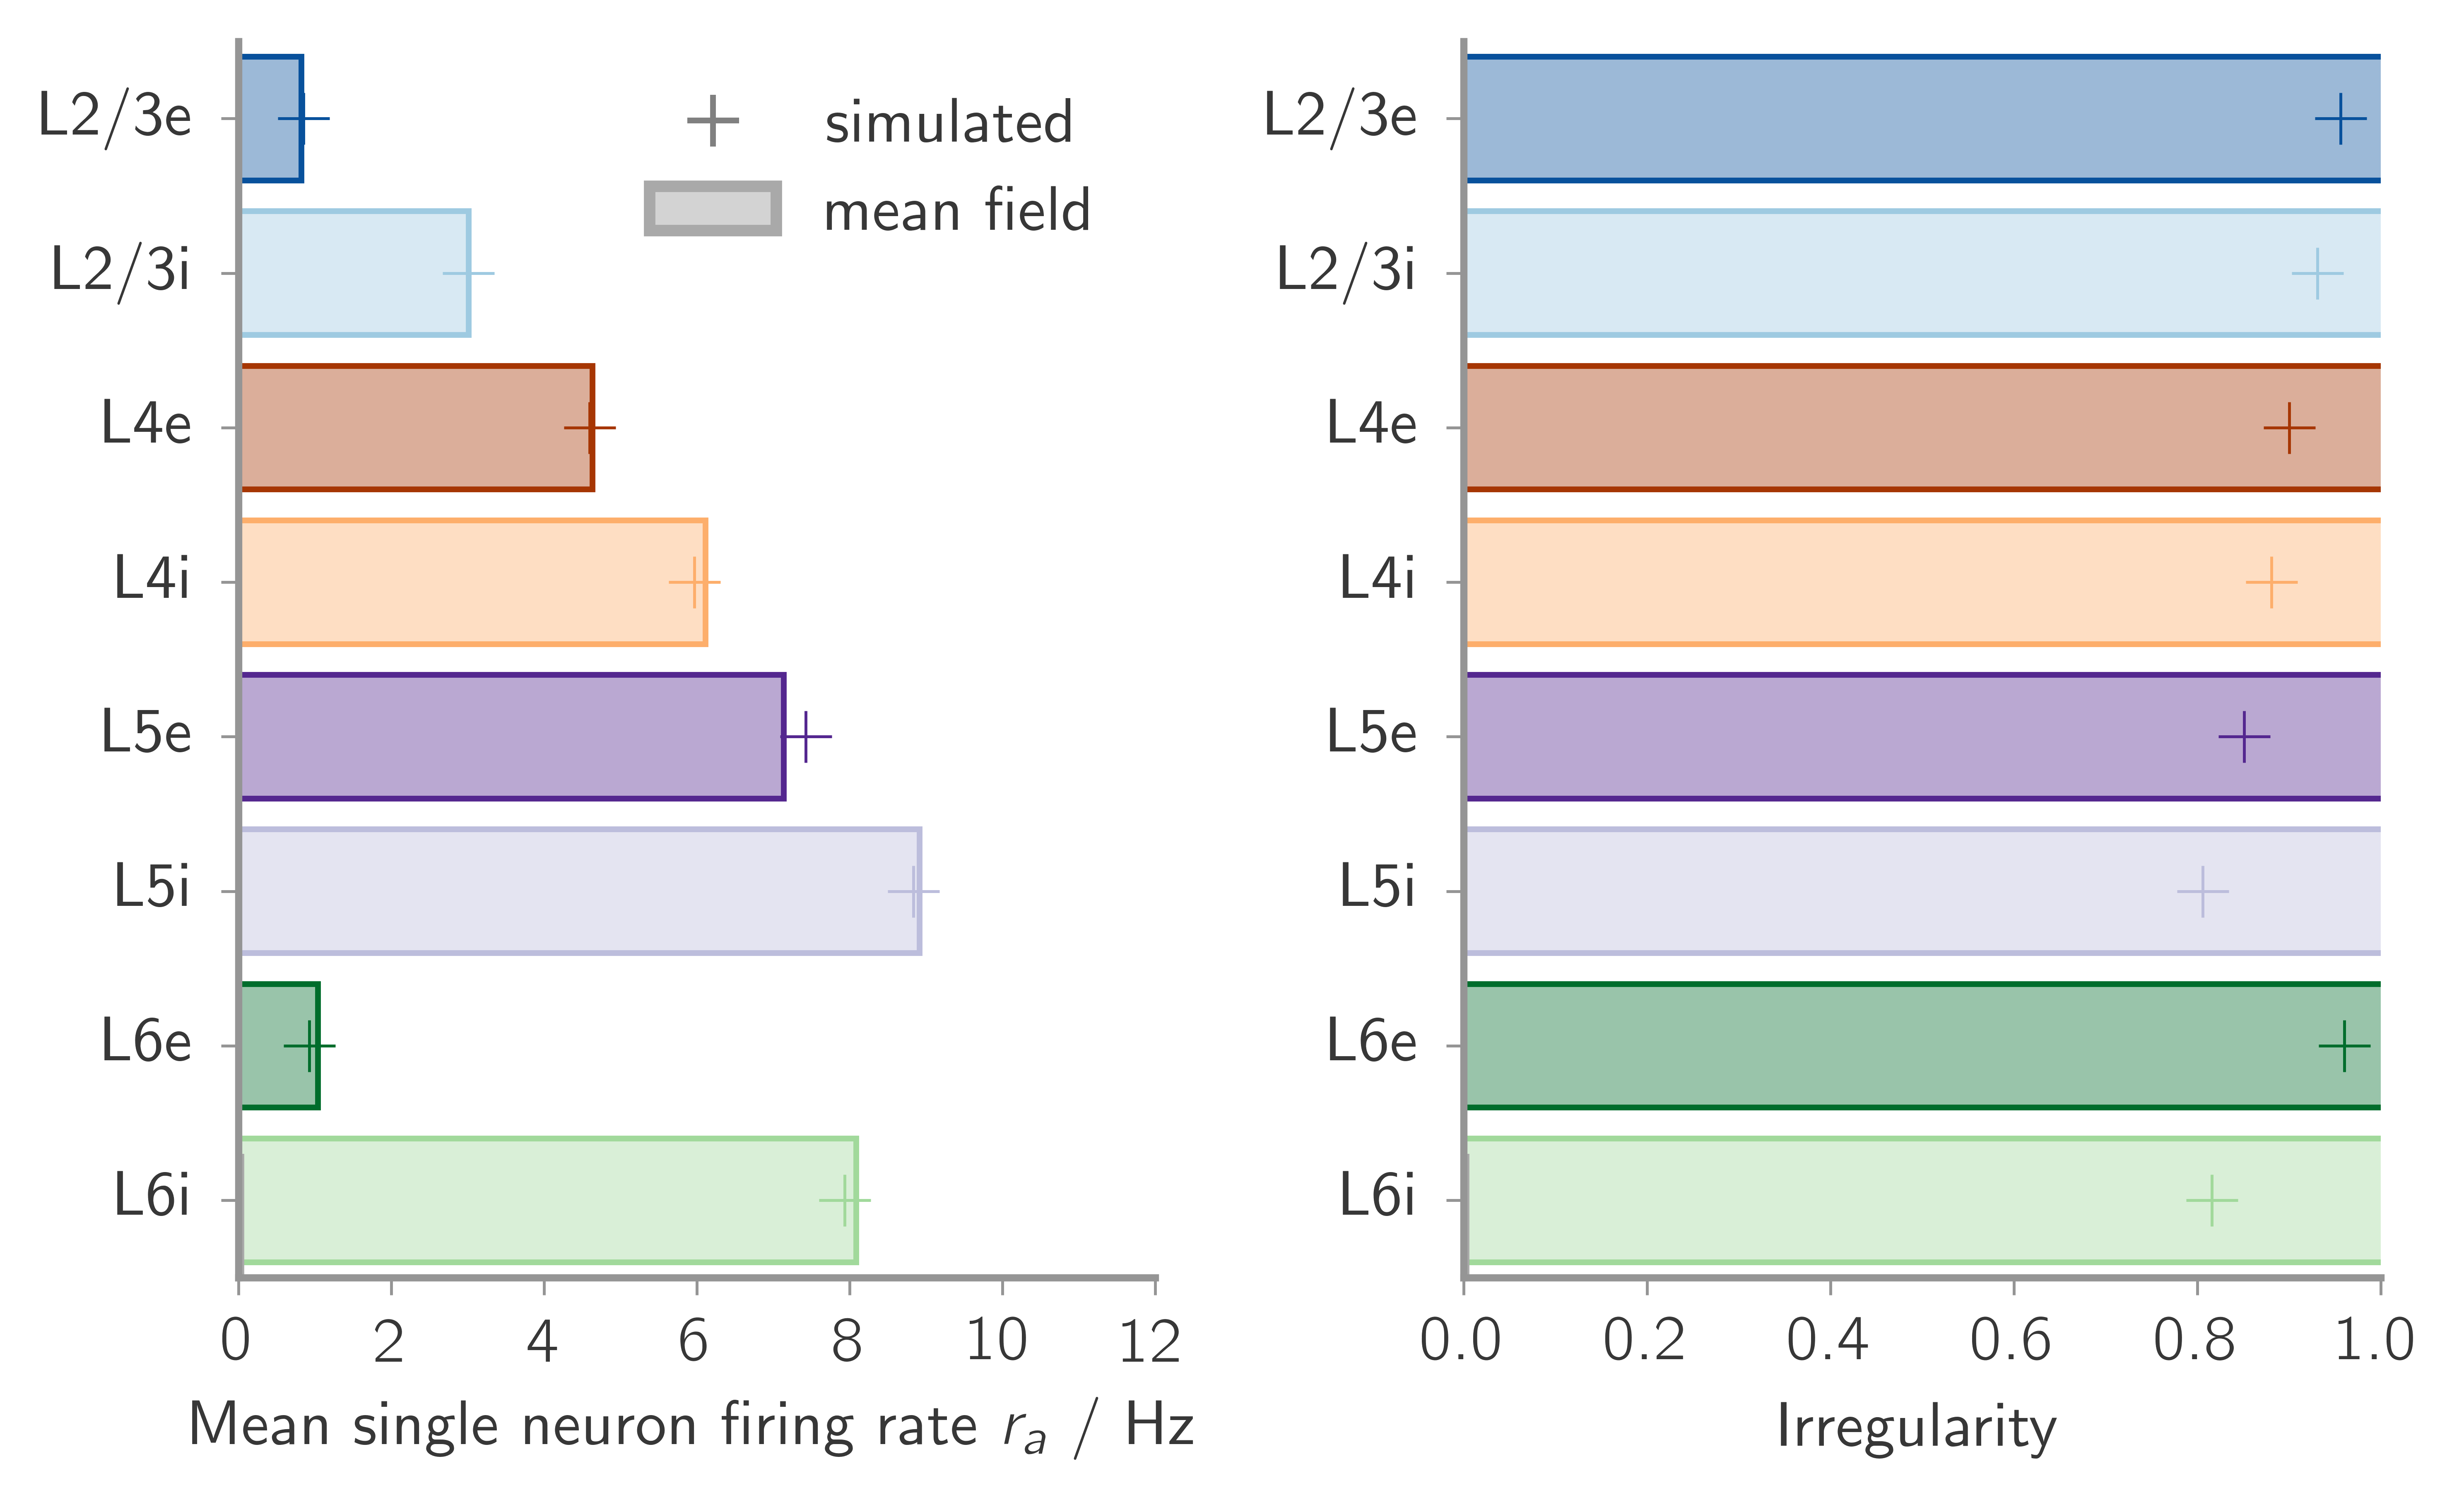 L2/3e
L2/3i
L4e
L4i
L5e
L5i
L6e
L6i
simulated
mean field
0 2 4 6 8 10 12
Mean single neuron firing rate rₐ / Hz
L2/3e
L2/3i
L4e
L4i
L5e
L5i
L6e
L6i
0.0 0.2 0.4 0.6 0.8 1.0
Irregularity